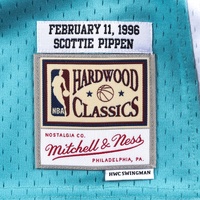 FEBRUARY 11, 1996
SCOTTIE PIPPEN
NBA
HARDWOOD
CLASSICS
NOSTALGIA CO.
Mitchell & Ness
PHILADELPHIA, PA.
HWC SWINGMAN